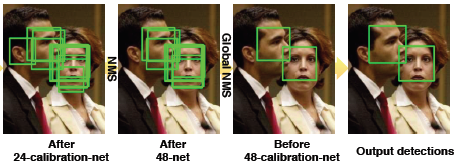 NMS
Global NMS
After
24-calibration-net
After
48-net
Before
48-calibration-net
Output detections